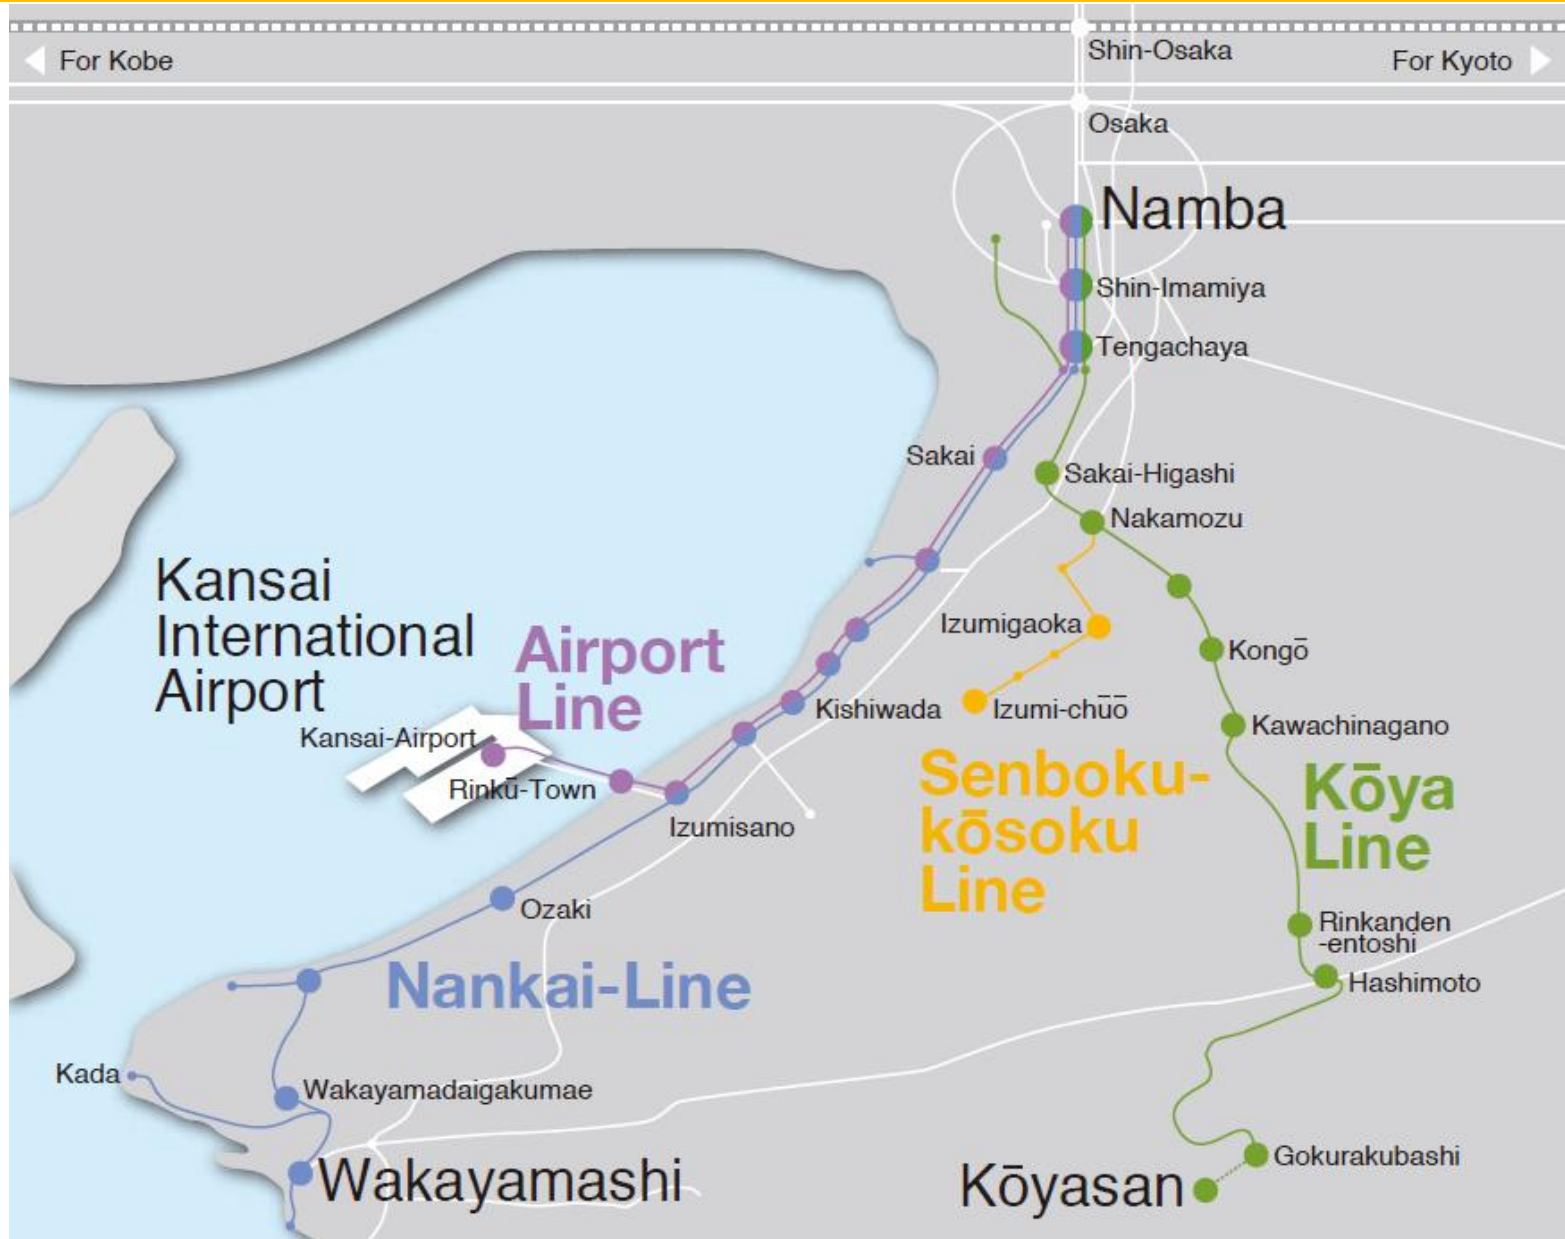 Shin-Osaka
For Kobe
For Kyoto
Osaka
Namba
Shin-Imamiya
Tengachaya
Sakai
Sakai-Higashi
Nakamozu
Kansai
International
Airport
Airport
Line
Izumigaoka
Kongō
Kishiwada
Izumi-chūō
Kawachinagano
Kansai-Airport
Rinkū-Town
Izumisano
Senboku-
kōsoku
Line
Kōya
Line
Ozaki
Rinkanden
-entoshi
Nankai-Line
Hashimoto
Kada
Wakayamadaigakumae
Wakayamashi
Gokurakubashi
Kōyasan